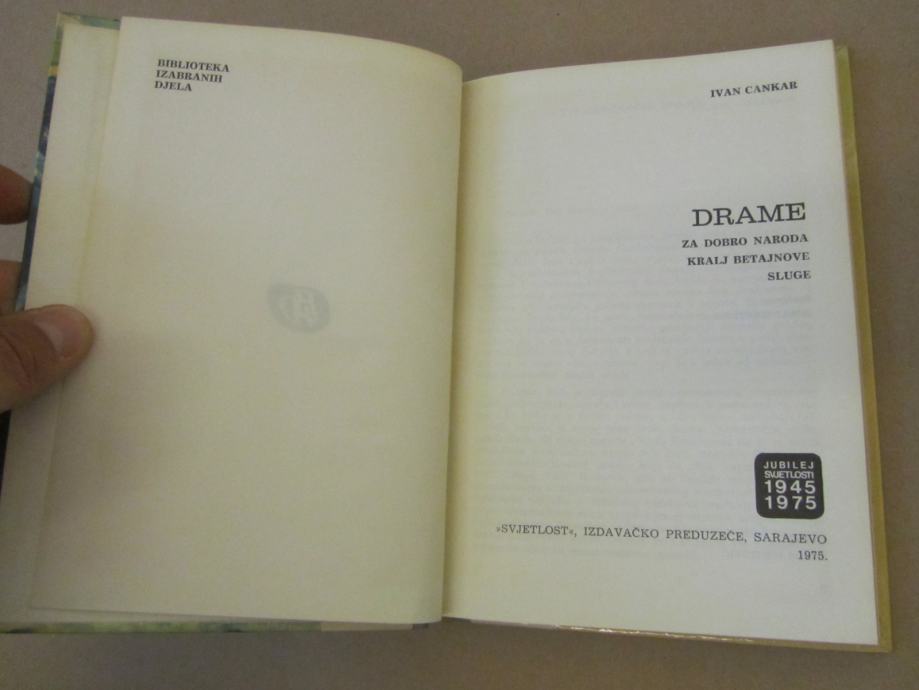 BIBLIOTEKA
IZABRANIH
DJELA
IVAN CANKAR
DRAME
ZA DOBRO NARODA
KRALJ BETAJNOVE
SLUGE
JUBILEJ
SVJETLOSTI
1945
1975
»SVJETLOST«, IZDAVAČKO PREDUZEĆE, SARAJEVO
1975.